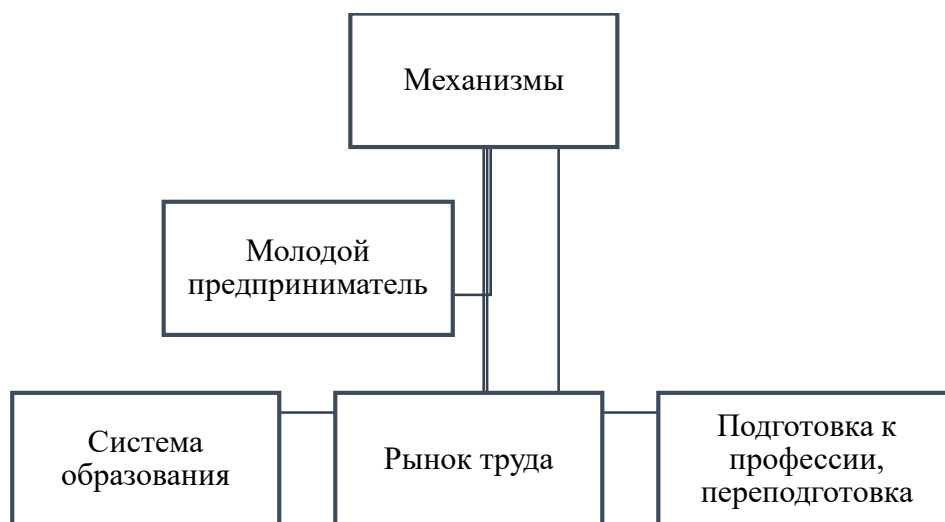 Механизмы
Молодой
предприниматель
Система
образования
Рынок труда
Подготовка к
профессии,
переподготовка